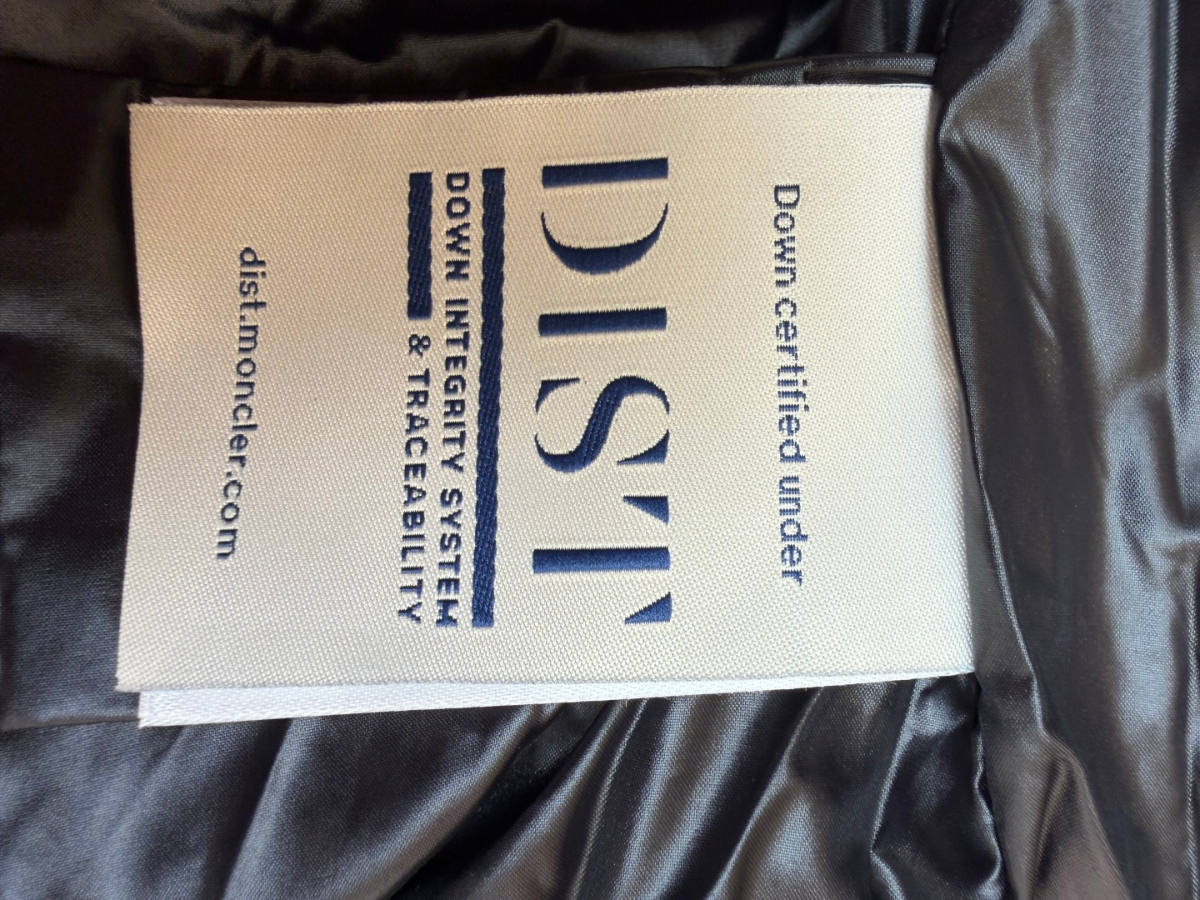 Down certified under
DIST
DOWN INTEGRITY SYSTEM
& TRACEABILITY
dist.moncler.com